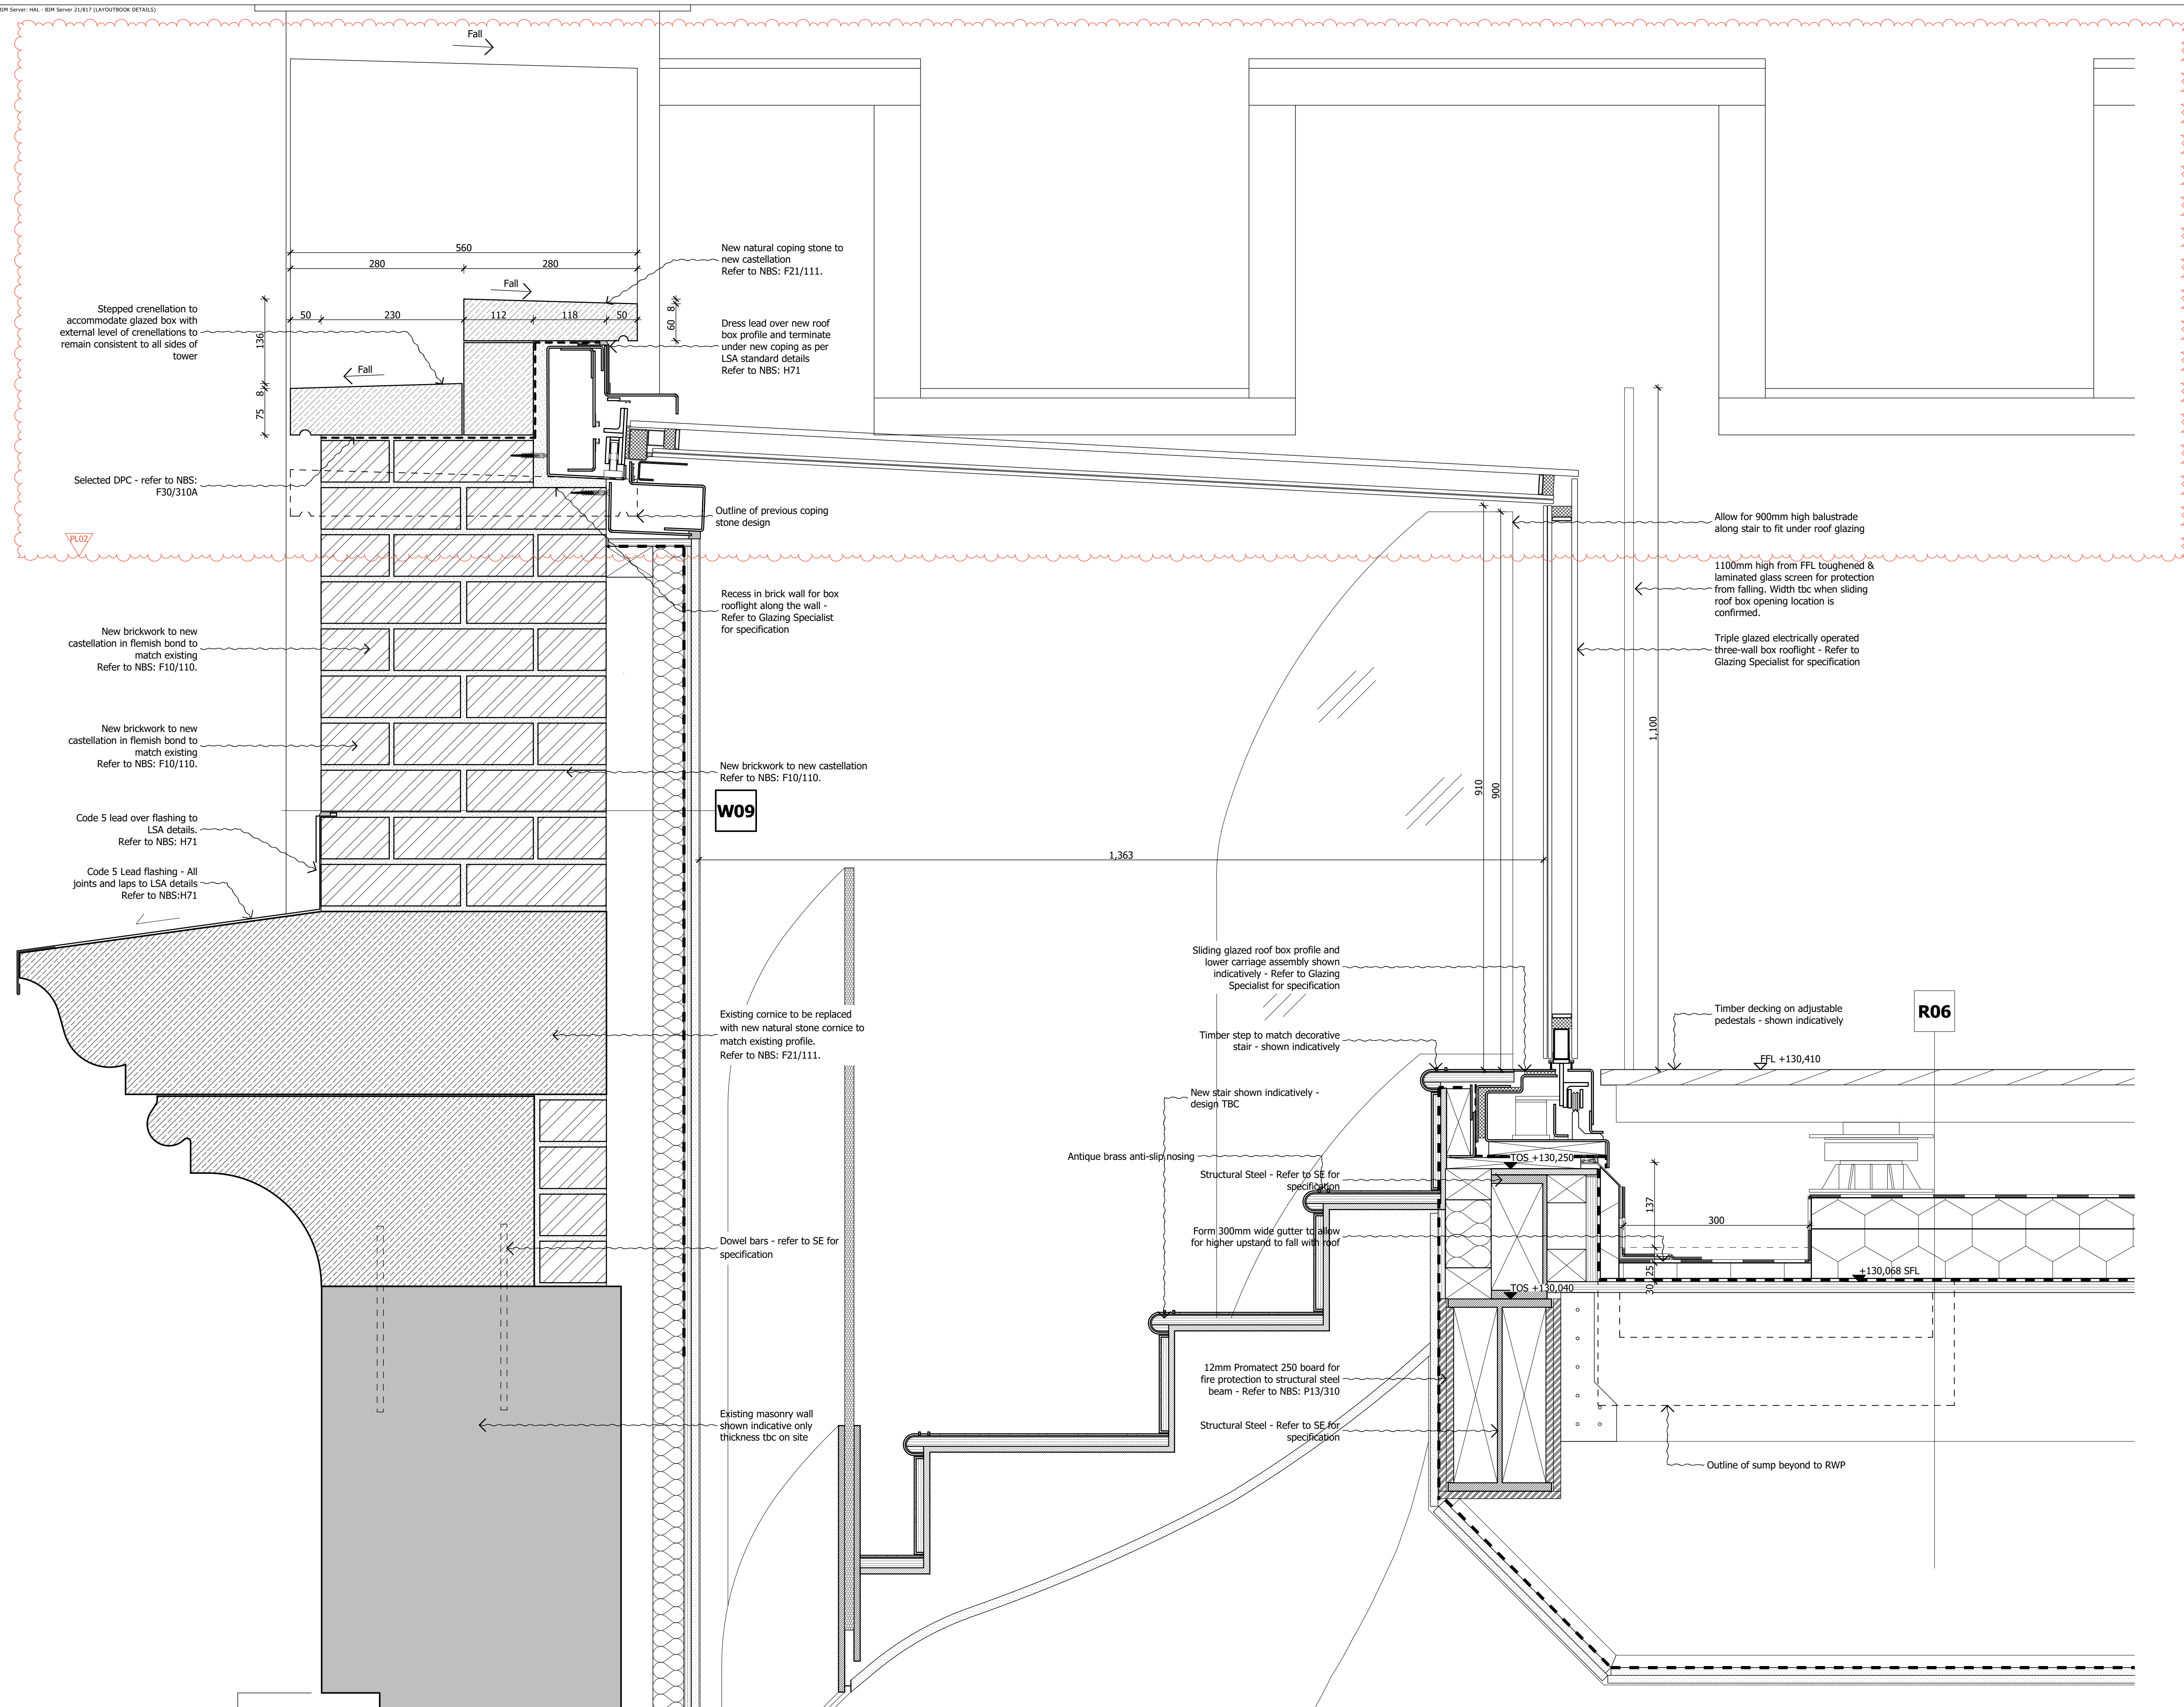 BIM Server: HAL - BIM Server 21/817 (LAYOUTBOOK DETAILS)
Fall
560
280
280
Fall
50
230
112
118
50
8
60
136
8
75
Fall
New natural coping stone to
new castellation
Refer to NBS: F21/111.
Stepped crenellation to
accommodate glazed box with
external level of crenellations to
remain consistent to all sides of
tower
Dress lead over new roof
box profile and terminate
under new coping as per
LSA standard details
Refer to NBS: H71
Selected DPC - refer to NBS:
F30/310A
Outline of previous coping
stone design
PL02
Allow for 900mm high balustrade
along stair to fit under roof glazing
1100mm high from FFL toughened &
laminated glass screen for protection
from falling. Width tbc when sliding
roof box opening location is
confirmed.
Recess in brick wall for box
rooflight along the wall -
Refer to Glazing Specialist
for specification
New brickwork to new
castellation in flemish bond to
match existing
Refer to NBS: F10/110.
Triple glazed electrically operated
three-wall box rooflight - Refer to
Glazing Specialist for specification
1,100
New brickwork to new
castellation in flemish bond to
match existing
Refer to NBS: F10/110.
New brickwork to new castellation
Refer to NBS: F10/110.
W09
910
900
Code 5 lead over flashing to
LSA details.
Refer to NBS: H71
1,363
Code 5 Lead flashing - All
joints and laps to LSA details
Refer to NBS:H71
Sliding glazed roof box profile and
lower carriage assembly shown
indicatively - Refer to Glazing
Specialist for specification
Existing cornice to be replaced
with new natural stone cornice to
match existing profile.
Refer to NBS: F21/111.
Timber decking on adjustable
pedestals - shown indicatively
R06
Timber step to match decorative
stair - shown indicatively
FFL +130,410
New stair shown indicatively -
design TBC
Antique brass anti-slip nosing
TOS +130,250
Structural Steel - Refer to SE for
specification
137
300
Form 300mm wide gutter to allow
for higher upstand to fall with roof
Dowel bars - refer to SE for
specification
25
30
+130,068 SFL
TOS +130,040
12mm Promatect 250 board for
fire protection to structural steel
beam - Refer to NBS: P13/310
Existing masonry wall
shown indicative only
thickness tbc on site
Structural Steel - Refer to SE for
specification
Outline of sump beyond to RWP